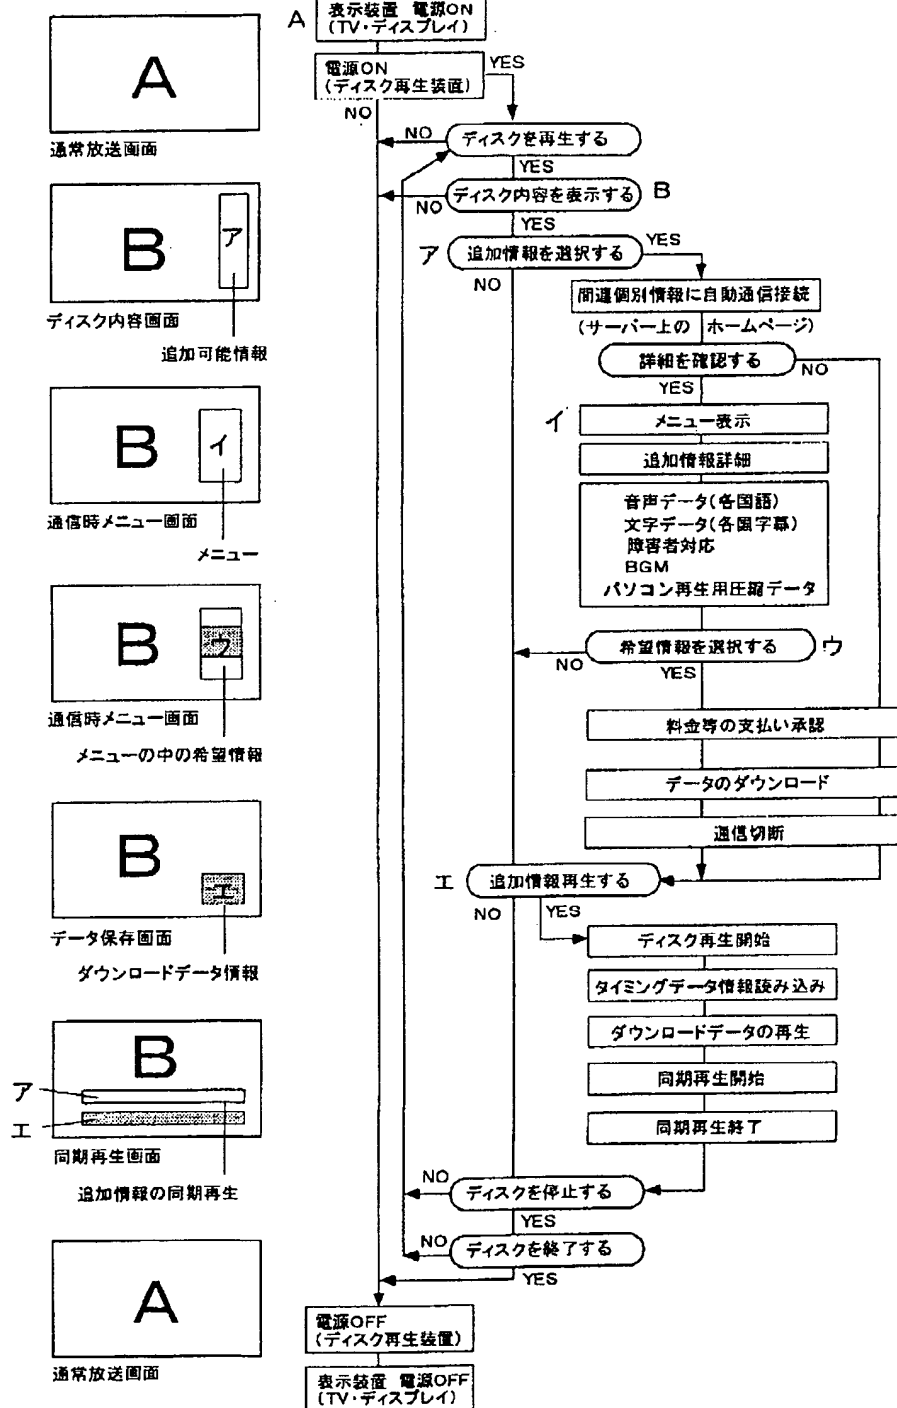 A
通常放送画面
B
ア
ディスク内容画面
追加可能情報
B
イ
通信時メニュー画面
メニュー
B
ウ
通信時メニュー画面
メニューの中の希望情報
B
エ
データ保存画面
ダウンロードデータ情報
B
ア
エ
同期再生画面
追加情報の同期再生
A
通常放送画面
A
表示装置 電源ON
(TV・ディスプレイ)
電源ON
(ディスク再生装置)
YES
NO
ディスクを再生する
NO
YES
ディスク内容を表示する
B
NO
YES
ア
追加情報を選択する
YES
NO
間違個別情報に自動通信接続
(サーバー上の ホームページ)
詳細を確認する
NO
YES
イ
メニュー表示
追加情報詳細
音声データ(各国語)
文字データ(各国字幕)
障害者対応
BGM
パソコン再生用圧縮データ
希望情報を選択する
ウ
NO
YES
料金等の支払い承認
データのダウンロード
通信切断
エ
追加情報再生する
NO
YES
ディスク再生開始
タイミングデータ情報読み込み
ダウンロードデータの再生
同期再生開始
同期再生終了
NO
ディスクを停止する
YES
NO
ディスクを終了する
YES
電源OFF
(ディスク再生装置)
表示装置 電源OFF
(TV・ディスプレイ)